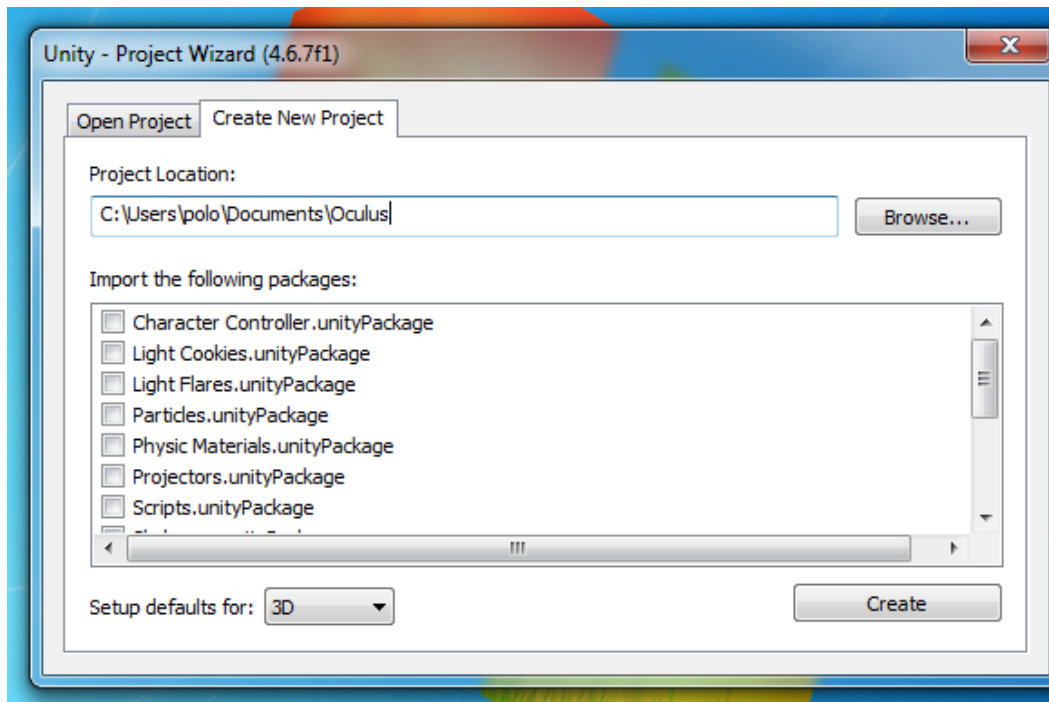 Unity - Project Wizard (4.6.7f1)
Open Project
Create New Project
Project Location:
C:\Users\polo\Documents\Oculus
Browse...
Import the following packages:
Character Controller.unityPackage
Light Cookies.unityPackage
Light Flares.unityPackage
Particles.unityPackage
Physic Materials.unityPackage
Projectors.unityPackage
Scripts.unityPackage
Setup defaults for: 3D
Create